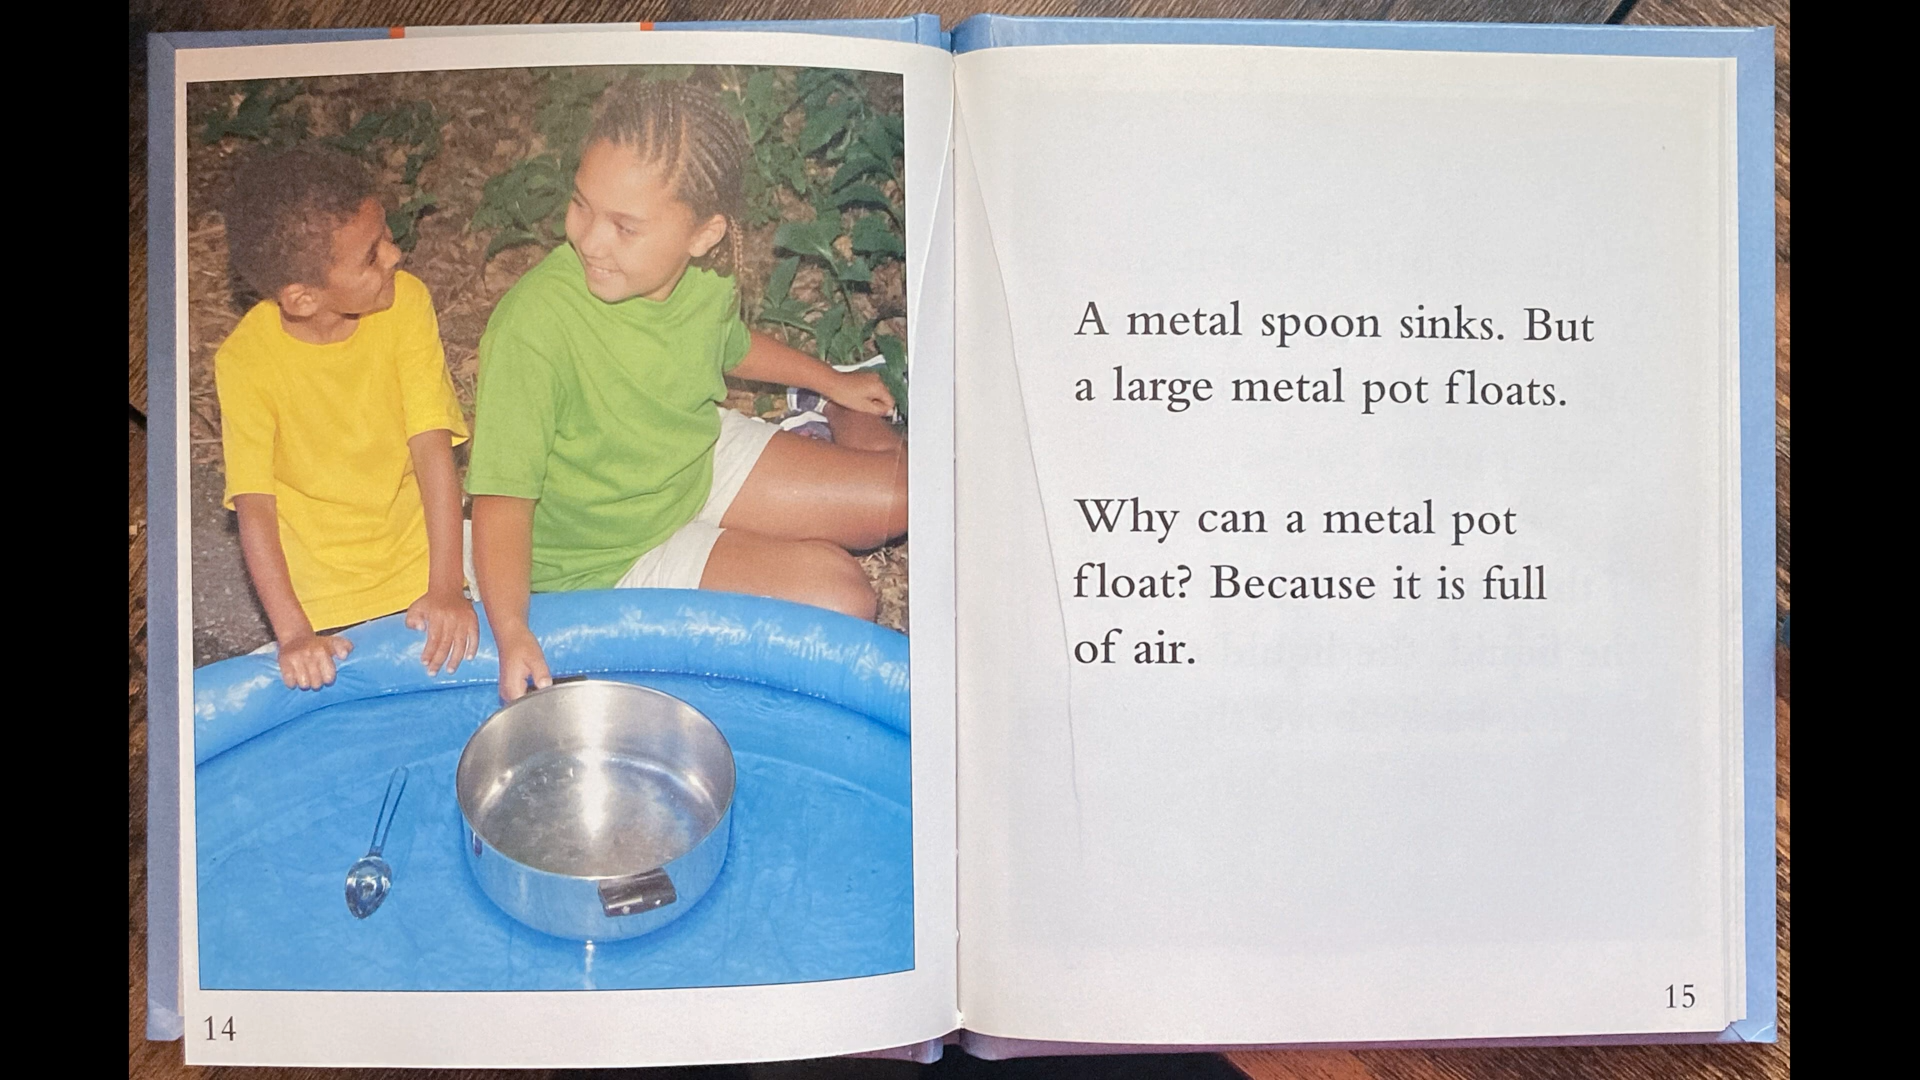 A metal spoon sinks. But
a large metal pot floats.
Why can a metal pot
float? Because it is full
of air.
14
15